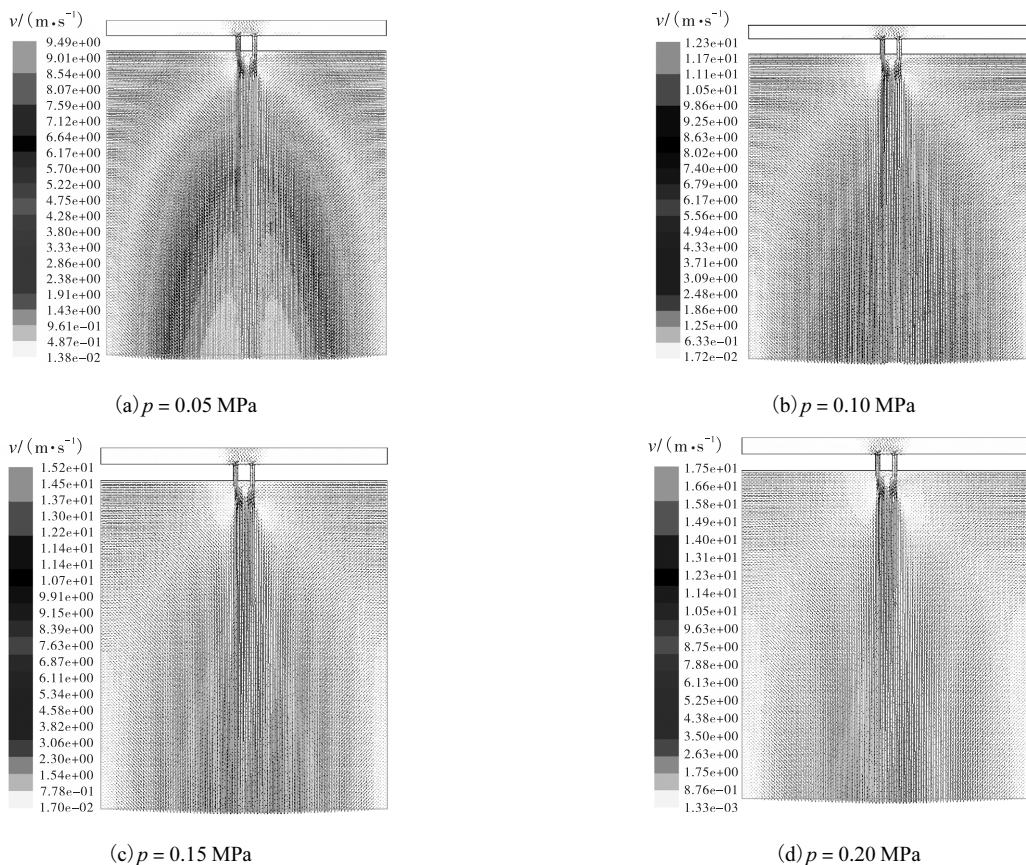 v/(m•s⁻¹)
9.49e+00
9.01e+00
8.54e+00
8.07e+00
7.59e+00
7.12e+00
6.64e+00
6.17e+00
5.70e+00
5.22e+00
4.75e+00
4.28e+00
3.80e+00
3.33e+00
2.86e+00
2.38e+00
1.91e+00
1.43e+00
9.61e−01
4.87e−01
1.38e−02
(a) p = 0.05 MPa
v/(m•s⁻¹)
1.23e+01
1.17e+01
1.11e+01
1.05e+01
9.86e+00
9.25e+00
8.63e+00
8.02e+00
7.40e+00
6.79e+00
6.17e+00
5.56e+00
4.94e+00
4.33e+00
3.71e+00
3.09e+00
2.48e+00
1.86e+00
1.25e+00
6.33e−01
1.72e−02
(b) p = 0.10 MPa
v/(m•s⁻¹)
1.52e+01
1.45e+01
1.37e+01
1.30e+01
1.22e+01
1.14e+01
1.07e+01
9.91e+00
9.15e+00
8.39e+00
7.63e+00
6.87e+00
6.11e+00
5.34e+00
4.58e+00
3.82e+00
3.06e+00
2.30e+00
1.54e+00
7.78e−01
1.70e−02
(c) p = 0.15 MPa
v/(m•s⁻¹)
1.75e+01
1.66e+01
1.58e+01
1.49e+01
1.40e+01
1.31e+01
1.23e+01
1.14e+01
1.05e+01
9.63e+00
8.75e+00
7.88e+00
6.13e+00
5.25e+00
4.38e+00
3.50e+00
2.63e+00
1.75e+00
8.76e−01
1.33e−03
(d) p = 0.20 MPa